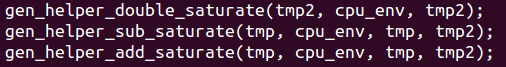 gen_helper_double_saturate(tmp2, cpu_env, tmp2);
gen_helper_sub_saturate(tmp, cpu_env, tmp, tmp2);
gen_helper_add_saturate(tmp, cpu_env, tmp, tmp2);